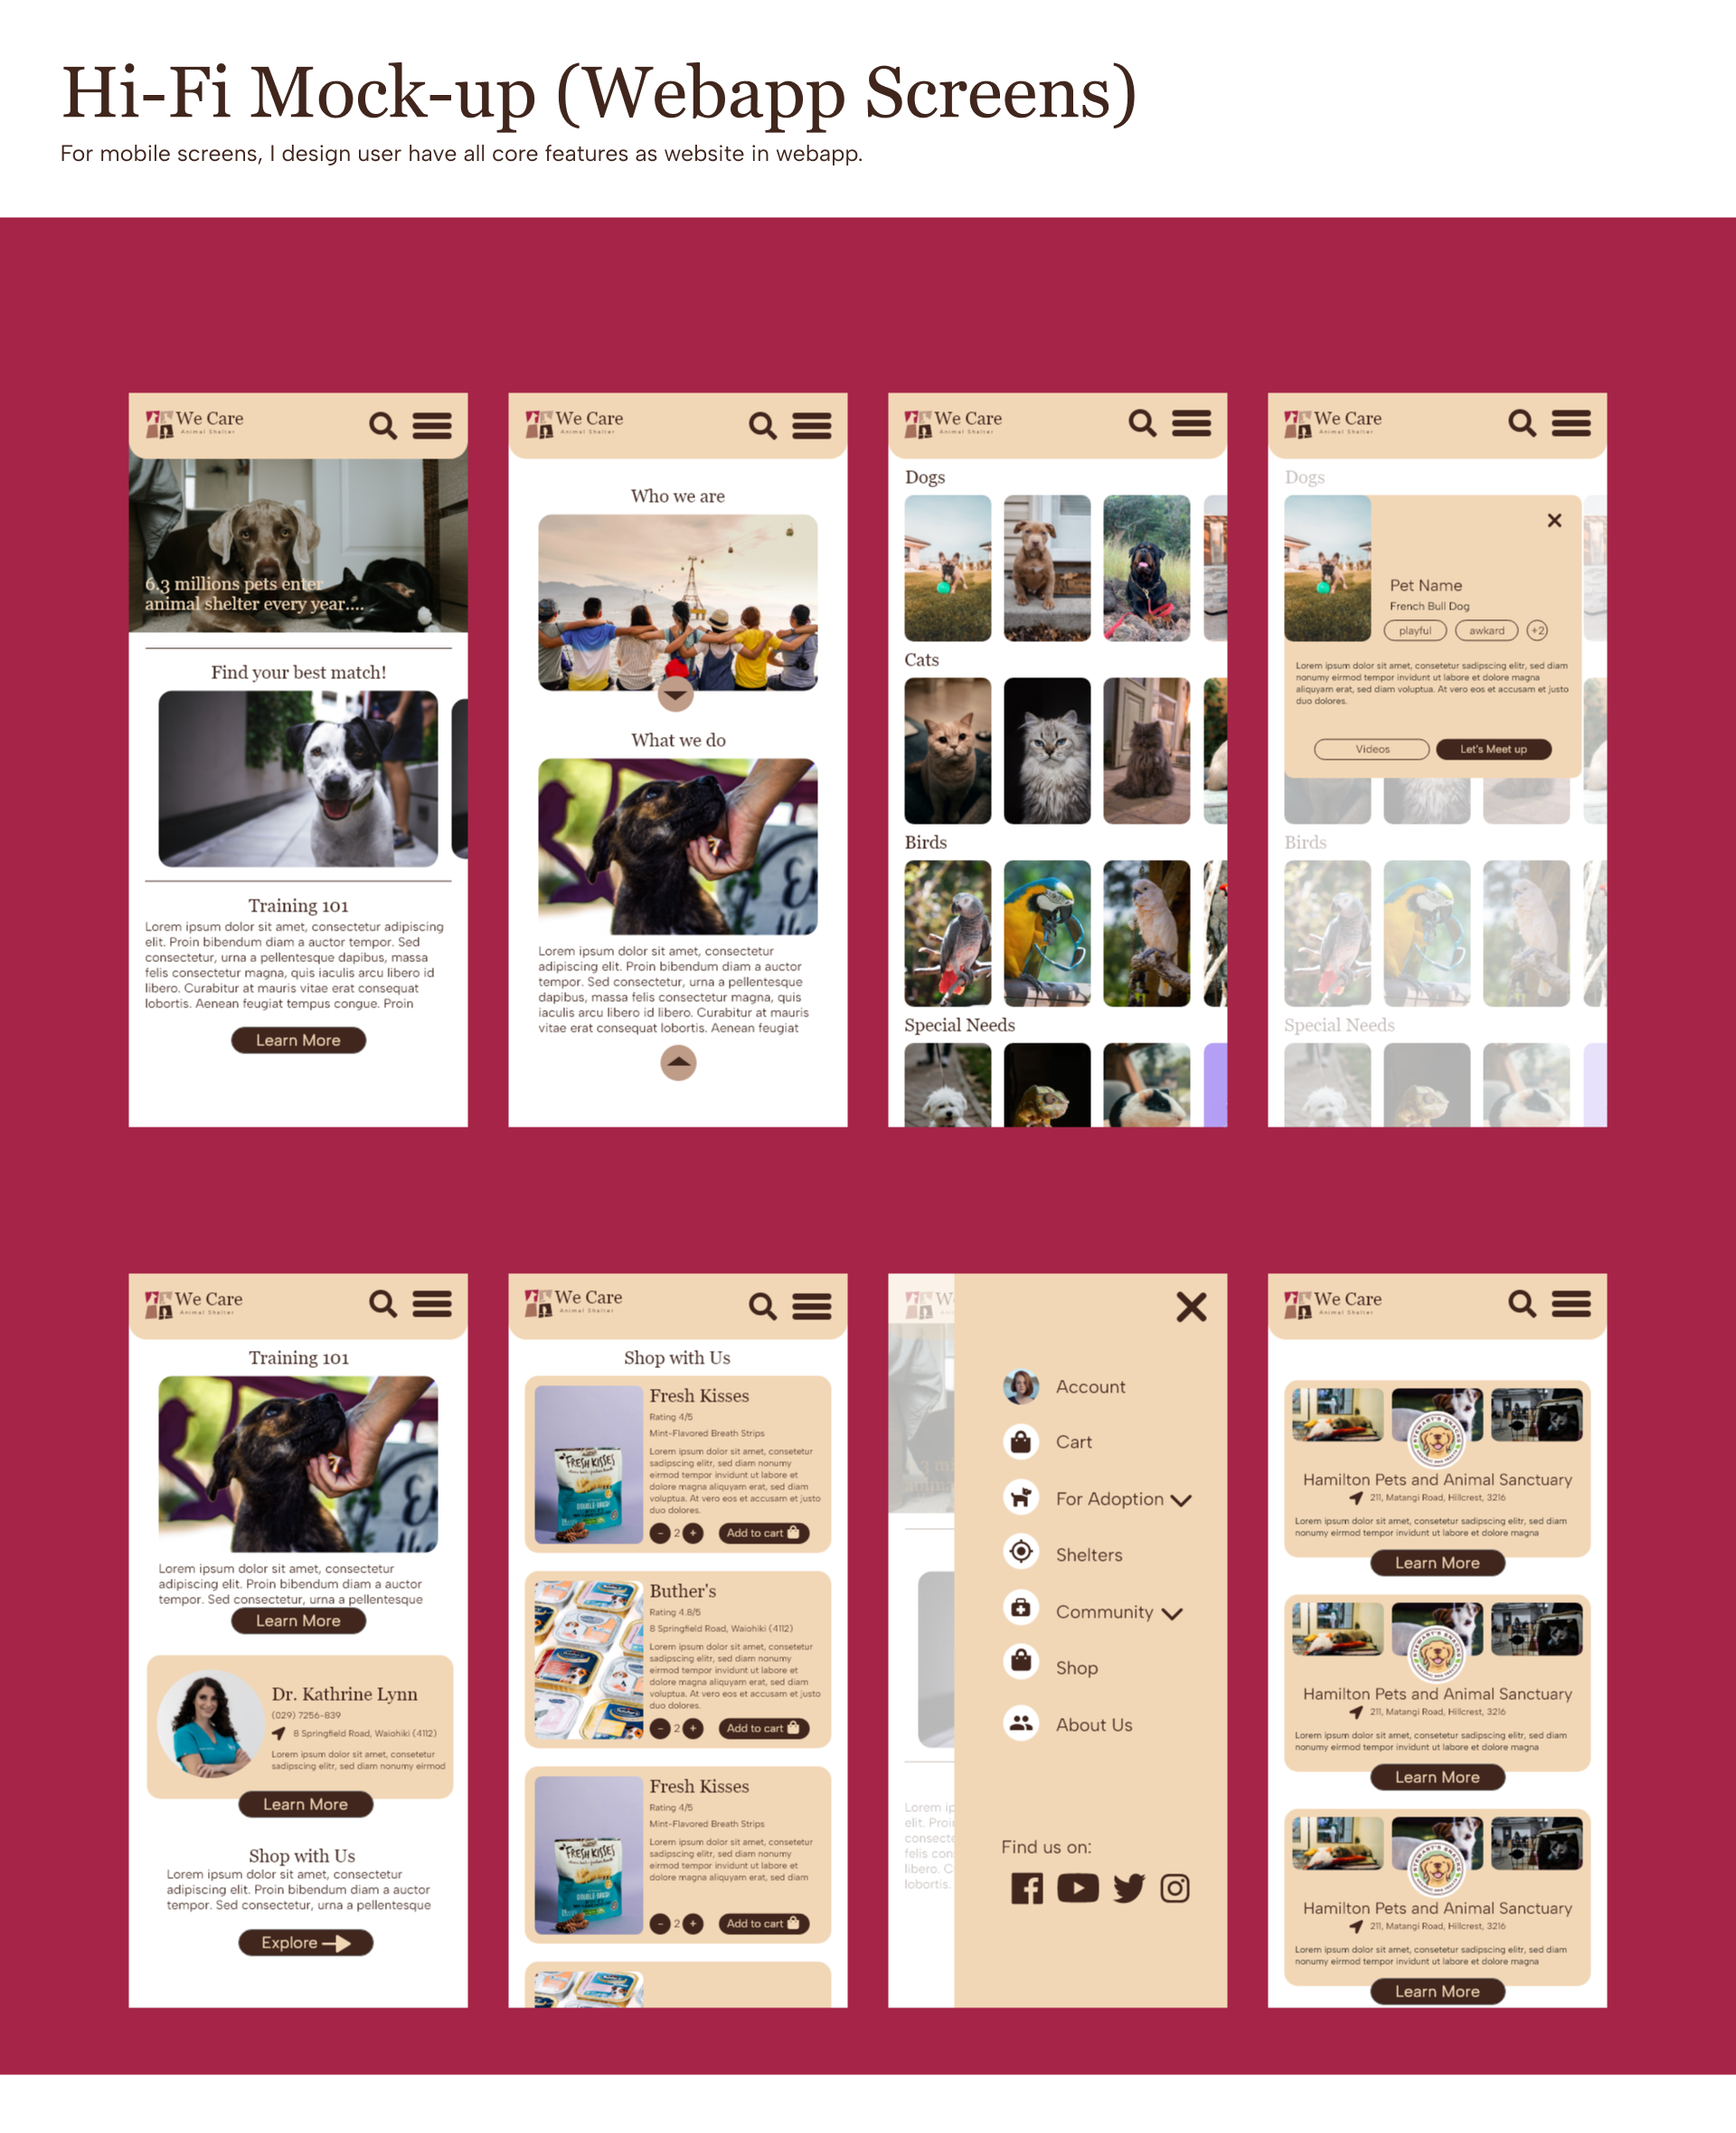 Hi-Fi Mock-up (Webapp Screens)
For mobile screens, I design user have all core features as website in webapp.
We Care
Animal Shelter
6.3 millions pets enter
animal shelter every year....
Find your best match!
Training 101
Lorem ipsum dolor sit amet, consectetur adipiscing
elit. Proin bibendum diam a auctor tempor. Sed
consectetur, urna a pellentesque dapibus, massa
felis consectetur magna, quis iaculis arcu libero id
libero. Curabitur at mauris vitae erat consequat
lobortis. Aenean feugiat tempus congue. Proin
Learn More
We Care
Animal Shelter
Who we are
What we do
Lorem ipsum dolor sit amet, consectetur
adipiscing elit. Proin bibendum diam a auctor
tempor. Sed consectetur, urna a pellentesque
dapibus, massa felis consectetur magna, quis
iaculis arcu libero id libero. Curabitur at mauris
vitae erat consequat lobortis. Aenean feugiat
We Care
Animal Shelter
Dogs
Cats
Birds
Special Needs
We Care
Animal Shelter
Dogs
Pet Name
French Bull Dog
playful
awkard
+2
Lorem ipsum dolor sit amet, consetetur sadipscing elitr, sed diam
nonumy eirmod tempor invidunt ut labore et dolore magna
aliquyam erat, sed diam voluptua. At vero eos et accusam et justo
duo dolores.
Videos
Let's Meet up
Birds
Special Needs
We Care
Animal Shelter
Training 101
Lorem ipsum dolor sit amet, consectetur
adipiscing elit. Proin bibendum diam a auctor
tempor. Sed consectetur, urna a pellentesque
Learn More
Dr. Kathrine Lynn
(029) 7256-839
8 Springfield Road, Waiohiki (4112)
Lorem ipsum dolor sit amet, consetetur
sadipscing elitr, sed diam nonumy eirmod
Learn More
Shop with Us
Lorem ipsum dolor sit amet, consectetur
adipiscing elit. Proin bibendum diam a auctor
tempor. Sed consectetur, urna a pellentesque
Explore
We Care
Animal Shelter
Shop with Us
FRESH KISSES
DOUBLE-BRUSH
Fresh Kisses
Rating 4/5
Mint-Flavored Breath Strips
Lorem ipsum dolor sit amet, consetetur
sadipscing elitr, sed diam nonumy
eirmod tempor invidunt ut labore et
dolore magna aliquyam erat, sed diam
voluptua. At vero eos et accusam et justo
duo dolores.
- 2 +
Add to cart
Buther's
Rating 4.8/5
8 Springfield Road, Waiohiki (4112)
Lorem ipsum dolor sit amet, consetetur
sadipscing elitr, sed diam nonumy
eirmod tempor invidunt ut labore et
dolore magna aliquyam erat, sed diam
voluptua. At vero eos et accusam et justo
duo dolores.
- 2 +
Add to cart
FRESH KISSES
DOUBLE-BRUSH
Fresh Kisses
Rating 4/5
Mint-Flavored Breath Strips
Lorem ipsum dolor sit amet, consetetur
sadipscing elitr, sed diam nonumy
eirmod tempor invidunt ut labore et
dolore magna aliquyam erat, sed diam
- 2 +
Add to cart
W
3 mi
anima
Lorem ip
elit. Proi
consecte
felis con
libero. C
lobortis.
Account
Cart
For Adoption
Shelters
Community
Shop
About Us
Find us on:
We Care
Animal Shelter
Hamilton Pets and Animal Sanctuary
211, Matangi Road, Hillcrest, 3216
Lorem ipsum dolor sit amet, consetetur sadipscing elitr, sed diam
nonumy eirmod tempor invidunt ut labore et dolore magna
Learn More
Hamilton Pets and Animal Sanctuary
211, Matangi Road, Hillcrest, 3216
Lorem ipsum dolor sit amet, consetetur sadipscing elitr, sed diam
nonumy eirmod tempor invidunt ut labore et dolore magna
Learn More
Hamilton Pets and Animal Sanctuary
211, Matangi Road, Hillcrest, 3216
Lorem ipsum dolor sit amet, consetetur sadipscing elitr, sed diam
nonumy eirmod tempor invidunt ut labore et dolore magna
Learn More